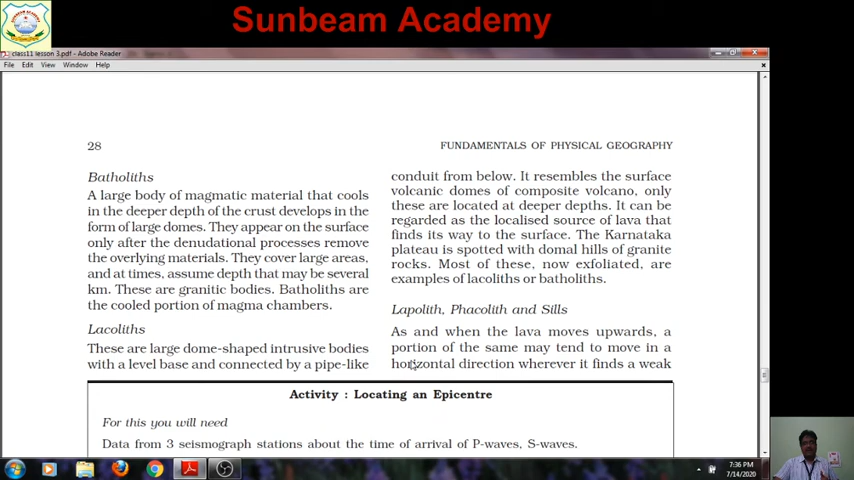 Sunbeam Academy
class11 lesson 3.pdf - Adobe Reader
File Edit View Window Help
28
FUNDAMENTALS OF PHYSICAL GEOGRAPHY
Batholiths
A large body of magmatic material that cools
in the deeper depth of the crust develops in the
form of large domes. They appear on the surface
only after the denudational processes remove
the overlying materials. They cover large areas,
and at times, assume depth that may be several
km. These are granitic bodies. Batholiths are
the cooled portion of magma chambers.
Lacoliths
These are large dome-shaped intrusive bodies
with a level base and connected by a pipe-like
conduit from below. It resembles the surface
volcanic domes of composite volcano, only
these are located at deeper depths. It can be
regarded as the localised source of lava that
finds its way to the surface. The Karnataka
plateau is spotted with domal hills of granite
rocks. Most of these, now exfoliated, are
examples of lacoliths or batholiths.
Lapolith, Phacolith and Sills
As and when the lava moves upwards, a
portion of the same may tend to move in a
horizontal direction wherever it finds a weak
Activity : Locating an Epicentre
For this you will need
Data from 3 seismograph stations about the time of arrival of P-waves, S-waves.
7:36 PM
7/14/2020